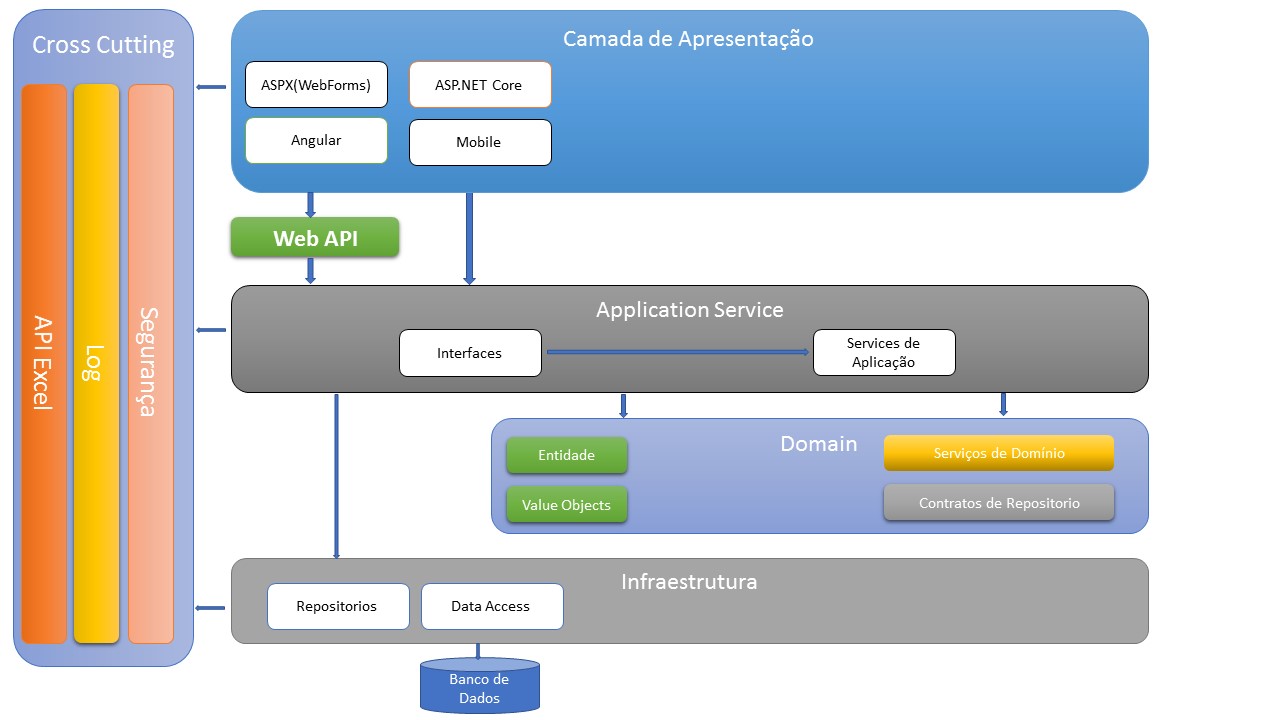 Cross Cutting
API Excel
Log
Segurança
Camada de Apresentação
ASPX(WebForms)
ASP.NET Core
Angular
Mobile
Web API
Application Service
Interfaces
Services de
Aplicação
Domain
Entidade
Value Objects
Serviços de Domínio
Contratos de Repositorio
Infraestrutura
Repositorios
Data Access
Banco de
Dados